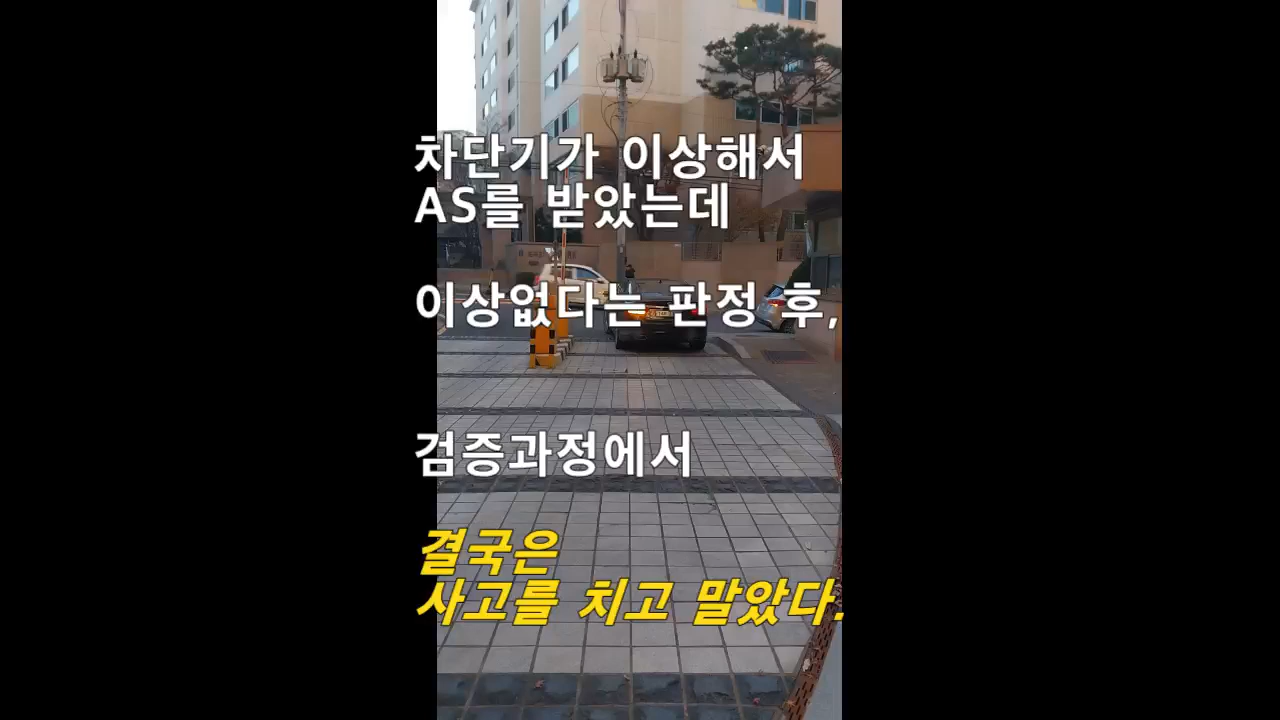 차단기가 이상해서
AS를 받았는데
이상없다는 판정 후,
검증과정에서
결국은
사고를 치고 말았다.